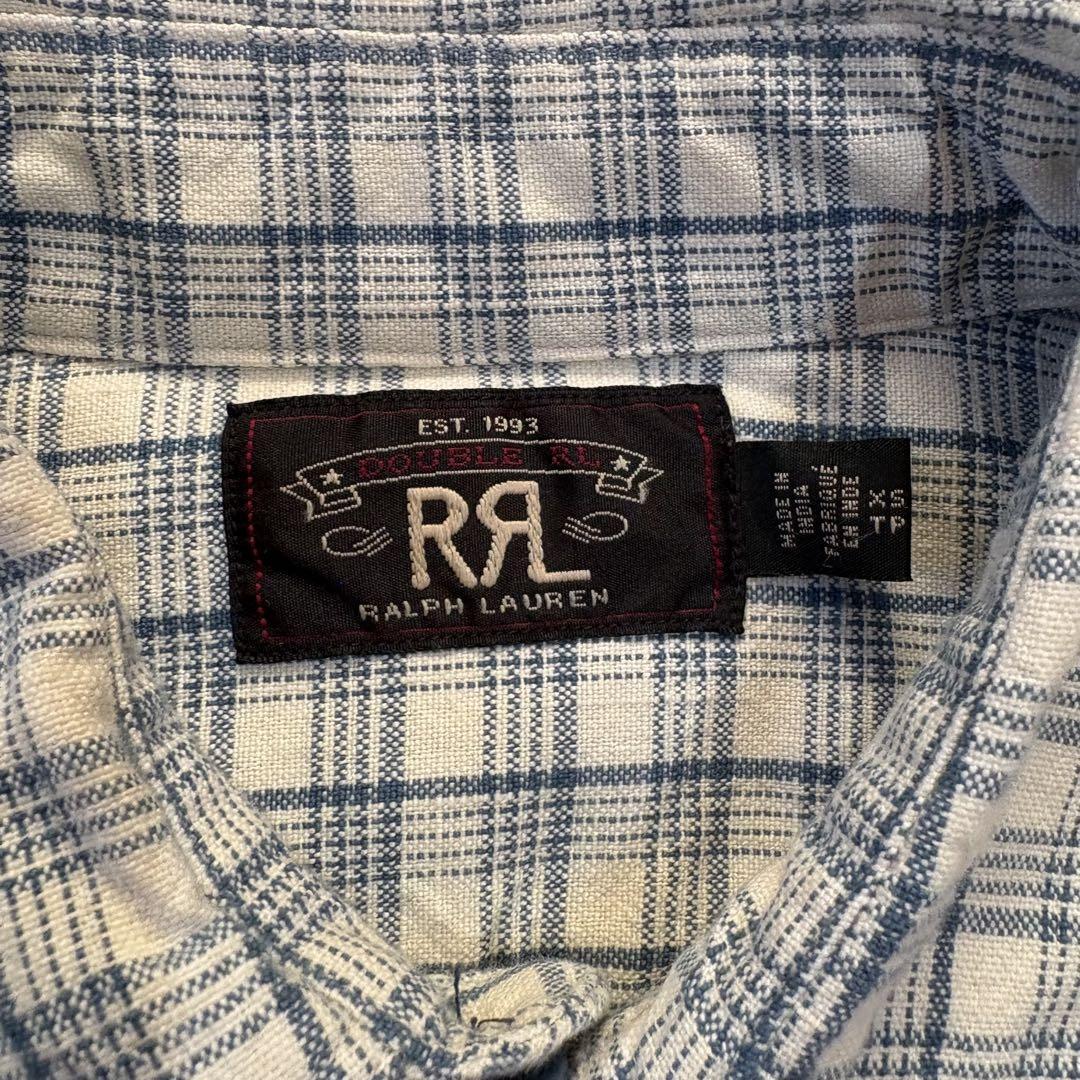 EST. 1993
DOUBLE RL
RRL
RALPH LAUREN
MADE IN
INDIA
FABRIQUÉ
EN INDE
XS
TP